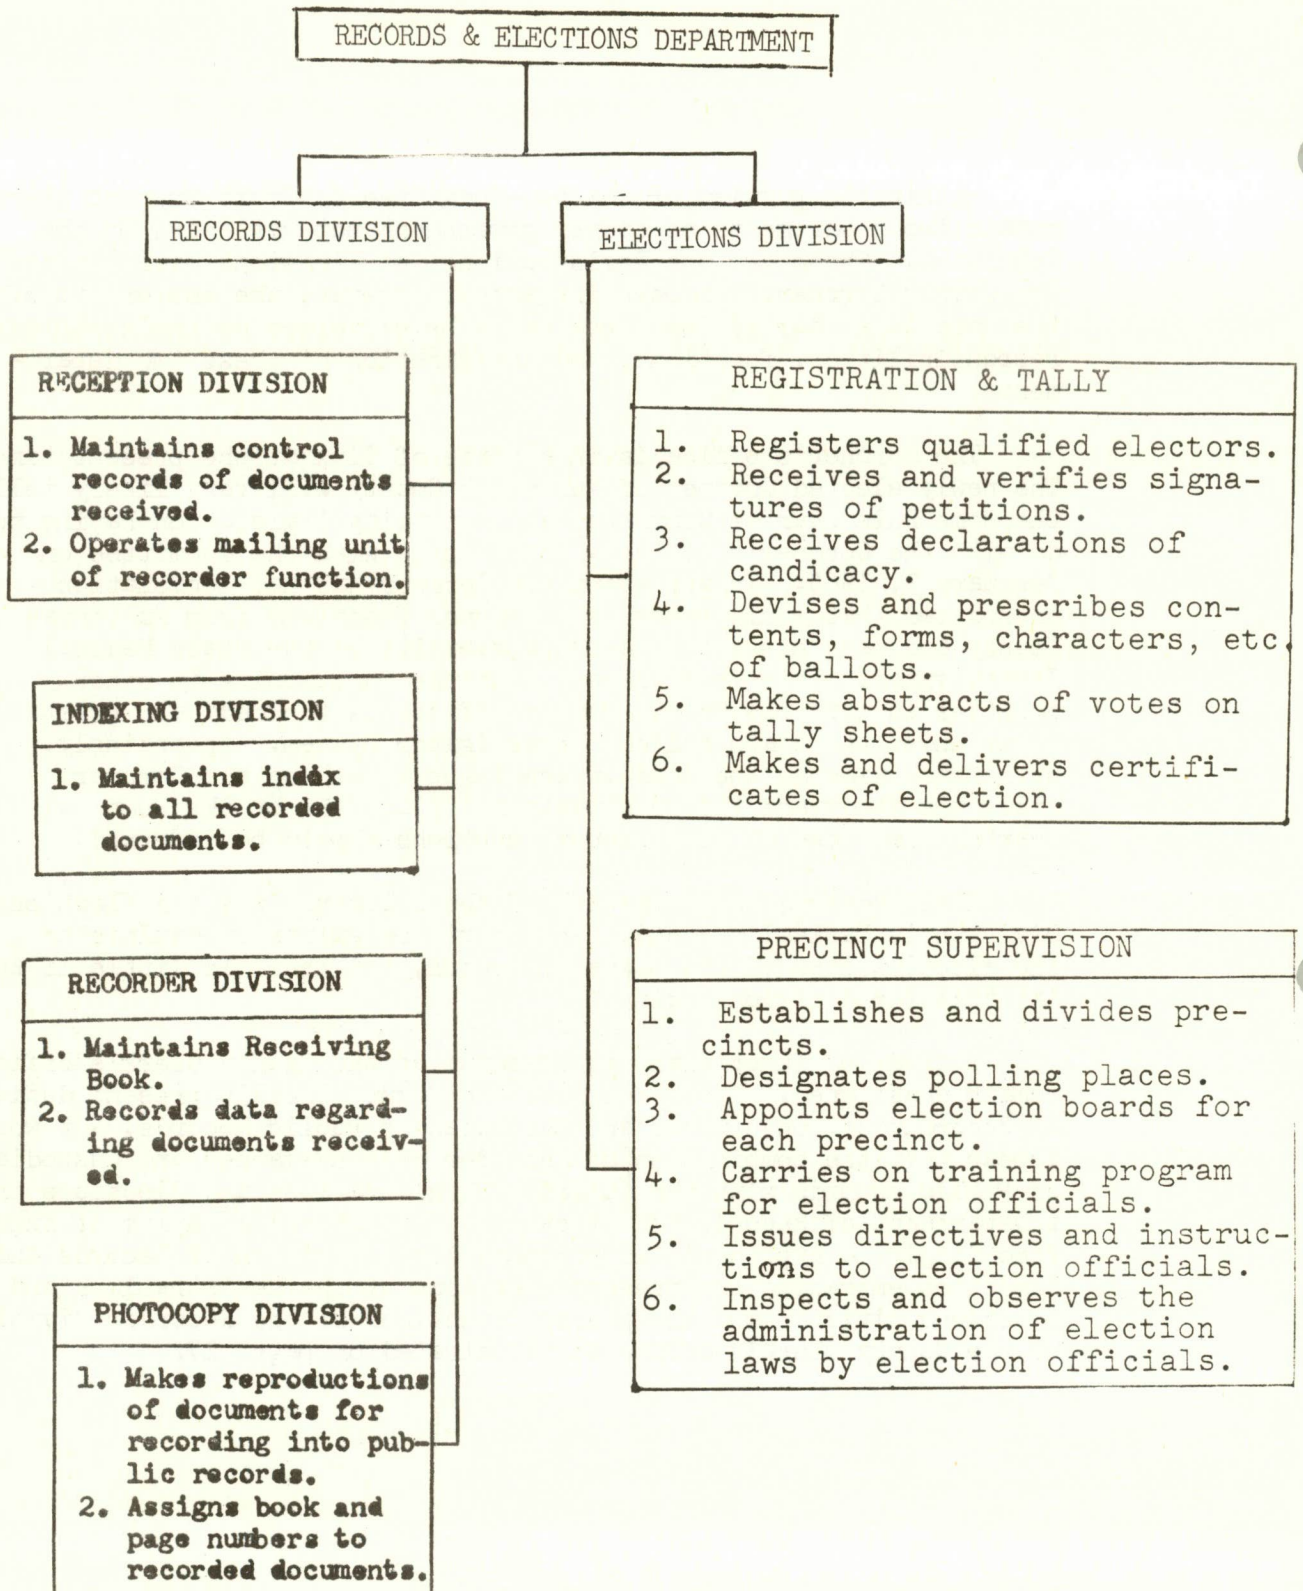 RECORDS & ELECTIONS DEPARTMENT
RECORDS DIVISION
ELECTIONS DIVISION
RECEPTION DIVISION
1. Maintains control
records of documents
received.
2. Operates mailing unit
of recorder function.
INDEXING DIVISION
1. Maintains index
to all recorded
documents.
RECORDER DIVISION
1. Maintains Receiving
Book.
2. Records data regard-
ing documents receiv-
ed.
PHOTOCOPY DIVISION
1. Makes reproductions
of documents for
recording into pub-
lic records.
2. Assigns book and
page numbers to
recorded documents.
REGISTRATION & TALLY
1. Registers qualified electors.
2. Receives and verifies signa-
tures of petitions.
3. Receives declarations of
candicacy.
4. Devises and prescribes con-
tents, forms, characters, etc.
of ballots.
5. Makes abstracts of votes on
tally sheets.
6. Makes and delivers certifi-
cates of election.
PRECINCT SUPERVISION
1. Establishes and divides pre-
cincts.
2. Designates polling places.
3. Appoints election boards for
each precinct.
4. Carries on training program
for election officials.
5. Issues directives and instruc-
tions to election officials.
6. Inspects and observes the
administration of election
laws by election officials.